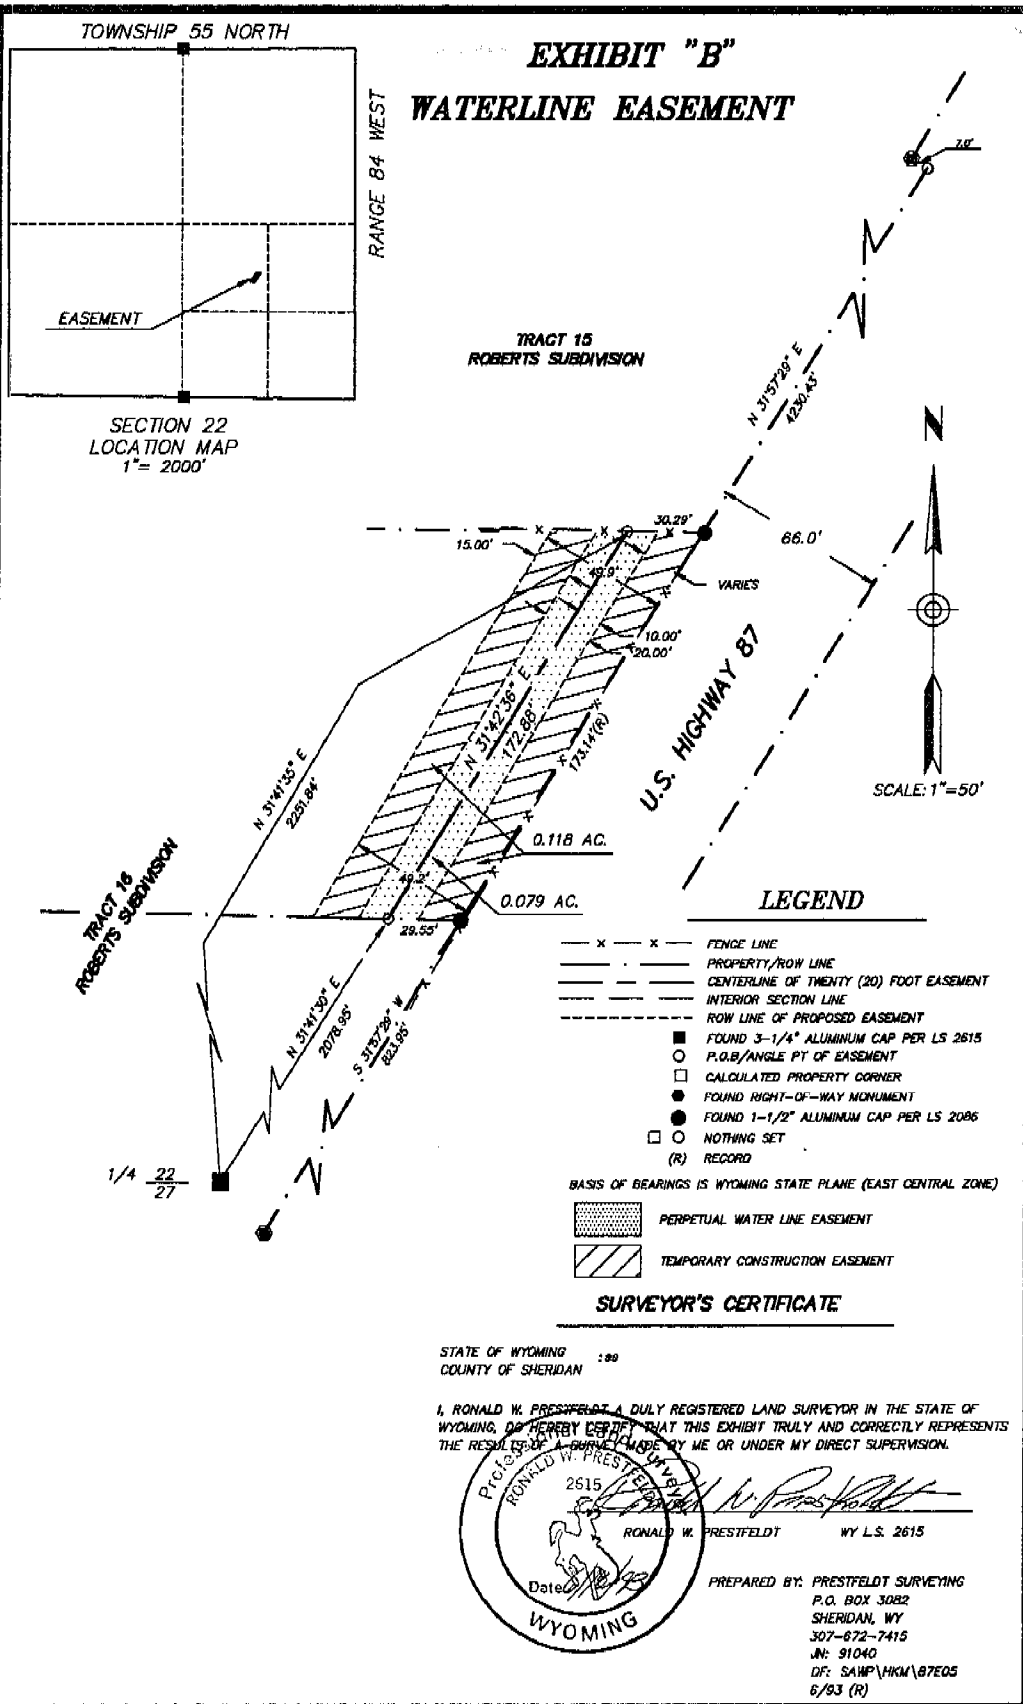 TOWNSHIP 55 NORTH
RANGE 84 WEST
EASEMENT
SECTION 22
LOCATION MAP
1"= 2000'
EXHIBIT "B"
WATERLINE EASEMENT
7.0'
TRACT 15
ROBERTS SUBDIVISION
N 31°57'29" E
4230.43'
N
30.29'
15.00'
49.9'
66.0'
VARIES
10.00'
20.00'
U.S. HIGHWAY 87
N 31°42'36" E
172.88'
173.14'(R)
SCALE: 1"=50'
N 31°41'35" E
2251.84'
0.118 AC.
TRACT 16
ROBERTS SUBDIVISION
49.2'
0.079 AC.
29.55'
N 31°41'30" E
2078.95'
S 31°57'29" W
823.95'
1/4 22
27
LEGEND
FENCE LINE
PROPERTY/ROW LINE
CENTERLINE OF TWENTY (20) FOOT EASEMENT
INTERIOR SECTION LINE
ROW LINE OF PROPOSED EASEMENT
FOUND 3-1/4" ALUMINUM CAP PER LS 2615
P.O.B/ANGLE PT OF EASEMENT
CALCULATED PROPERTY CORNER
FOUND RIGHT-OF-WAY MONUMENT
FOUND 1-1/2" ALUMINUM CAP PER LS 2086
NOTHING SET
(R) RECORD
BASIS OF BEARINGS IS WYOMING STATE PLANE (EAST CENTRAL ZONE)
PERPETUAL WATER LINE EASEMENT
TEMPORARY CONSTRUCTION EASEMENT
SURVEYOR'S CERTIFICATE
STATE OF WYOMING
:ss
COUNTY OF SHERIDAN
I, RONALD W. PRESTFELDT A DULY REGISTERED LAND SURVEYOR IN THE STATE OF
WYOMING, DO HEREBY CERTIFY THAT THIS EXHIBIT TRULY AND CORRECTLY REPRESENTS
THE RESULTS OF A SURVEY MADE BY ME OR UNDER MY DIRECT SUPERVISION.
Professional Land Surveyor
RONALD W. PRESTFELDT
2615
Date
WYOMING
RONALD W. PRESTFELDT WY L.S. 2615
PREPARED BY: PRESTFELDT SURVEYING
P.O. BOX 3082
SHERIDAN, WY
307-672-7415
JN: 91040
DF: SAWP\HKM\87E05
6/93 (R)